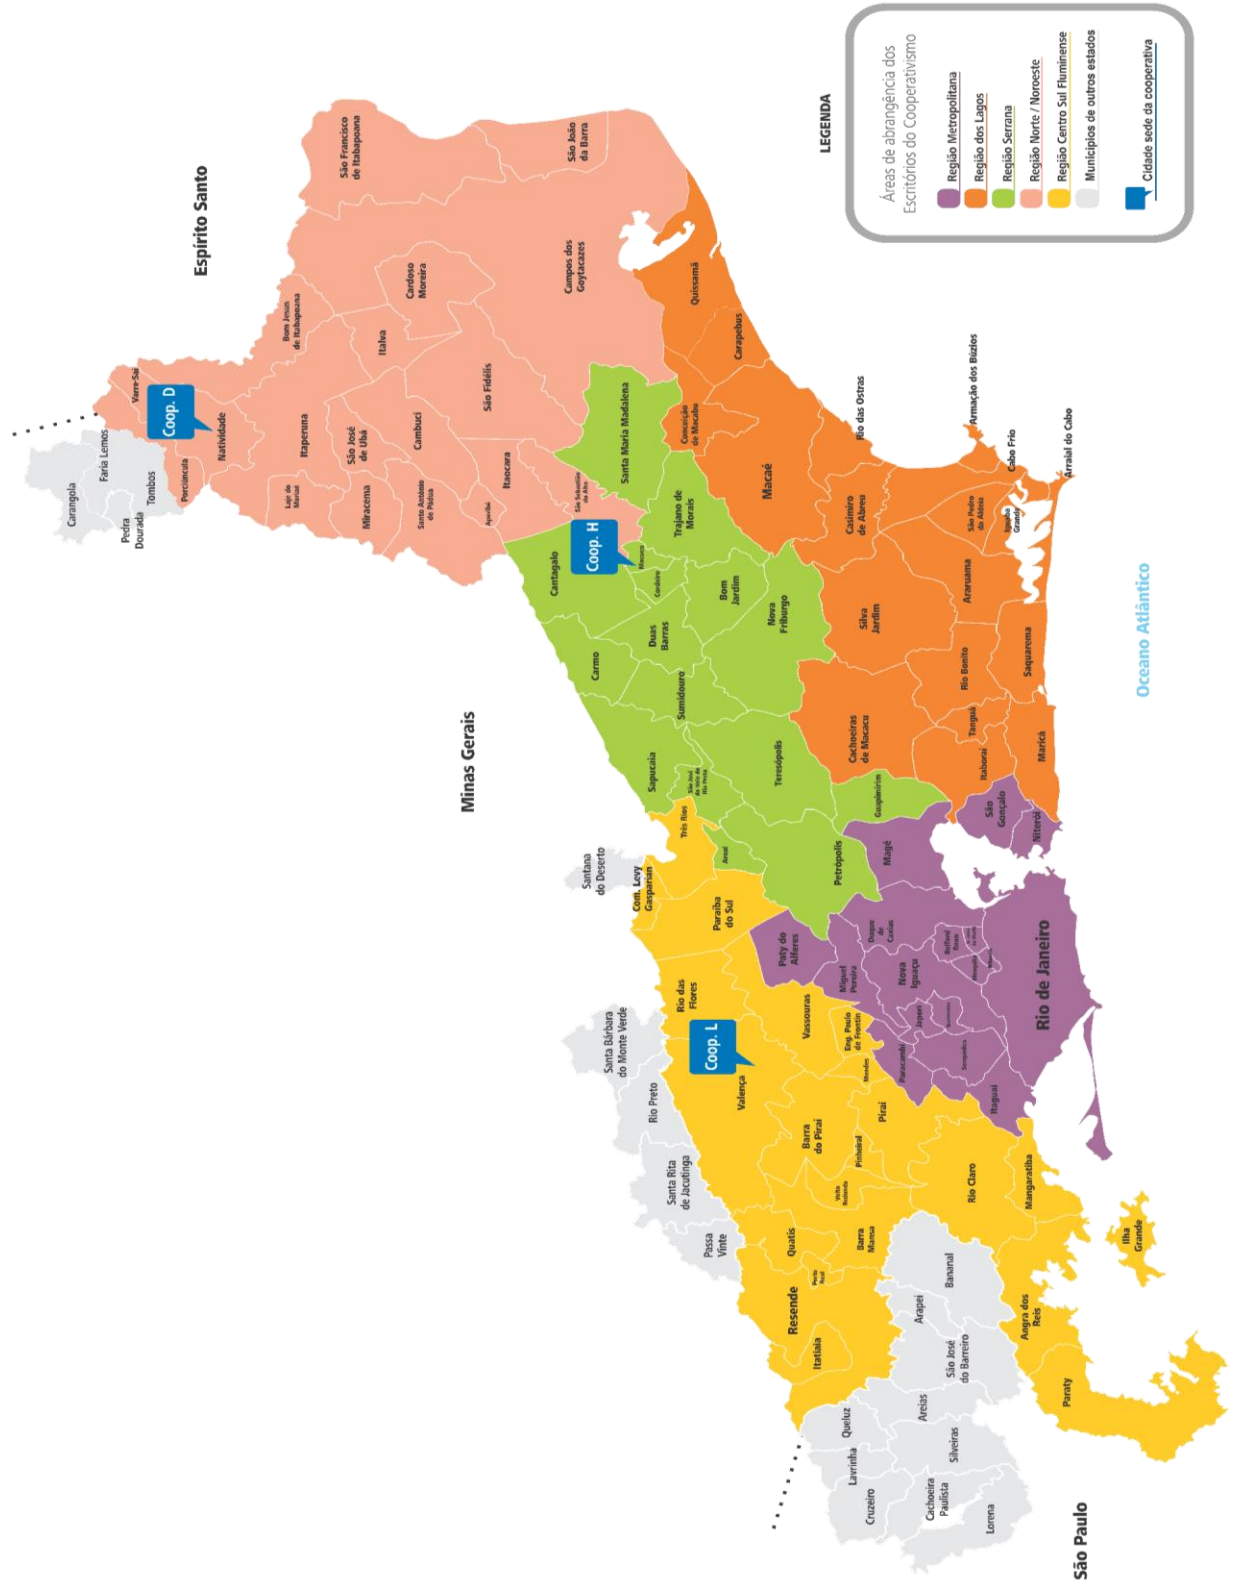 Espírito Santo
Minas Gerais
São Paulo
Oceano Atlântico
Carangola
Faria Lemos
Pedra
Dourada
Tombos
Porciúncula
Varre-Sai
Coop. D
Natividade
Bom Jesus
de Itabapoana
São Francisco
de Itabapoana
Itaperuna
Laje do
Muriaé
São José
de Ubá
Italva
Cardoso
Moreira
Miracema
Cambuci
Santo Antônio
de Pádua
São João
da Barra
Campos dos
Goytacazes
São Fidélis
Aperibé
Itaocara
São Sebastião
do Alto
Santa Maria Madalena
Coop. H
Cantagalo
Macuco
Cordeiro
Trajano de
Morais
Conceição
de Macabu
Quissamã
Carapebus
Macaé
Rio das Ostras
Carmo
Duas
Barras
Bom
Jardim
Nova
Friburgo
Casimiro
de Abreu
Armação dos Búzios
Cabo Frio
Arraial do Cabo
São Pedro
da Aldeia
Iguaba
Grande
Araruama
Silva
Jardim
Sumidouro
Sapucaia
São José
do Vale do
Rio Preto
Teresópolis
Cachoeiras
de Macacu
Rio Bonito
Saquarema
Tanguá
Itaboraí
Maricá
Guapimirim
Três Rios
Areal
Petrópolis
Magé
São
Gonçalo
Niterói
Santana
do Deserto
Com. Levy
Gasparian
Paraíba
do Sul
Paty do
Alferes
Miguel
Pereira
Duque
de
Caxias
Nova
Iguaçu
Belford
Roxo
Mesquita
Japeri
Paracambi
Seropédica
Itaguaí
Rio de Janeiro
Rio das
Flores
Vassouras
Eng. Paulo
de Frontin
Mendes
Coop. L
Valença
Santa Bárbara
do Monte Verde
Rio Preto
Santa Rita
de Jacutinga
Passa
Vinte
Barra
do Piraí
Piraí
Pinheiral
Volta
Redonda
Rio Claro
Mangaratiba
Barra
Mansa
Quatis
Porto
Real
Resende
Itatiaia
Ilha
Grande
Angra dos
Reis
Paraty
Bananal
Arapeí
São José
do Barreiro
Areias
Queluz
Silveiras
Lavrinha
Cruzeiro
Cachoeira
Paulista
Lorena
LEGENDA
Áreas de abrangência dos
Escritórios do Cooperativismo
Região Metropolitana
Região dos Lagos
Região Serrana
Região Norte / Noroeste
Região Centro Sul Fluminense
Municípios de outros estados
Cidade sede da cooperativa